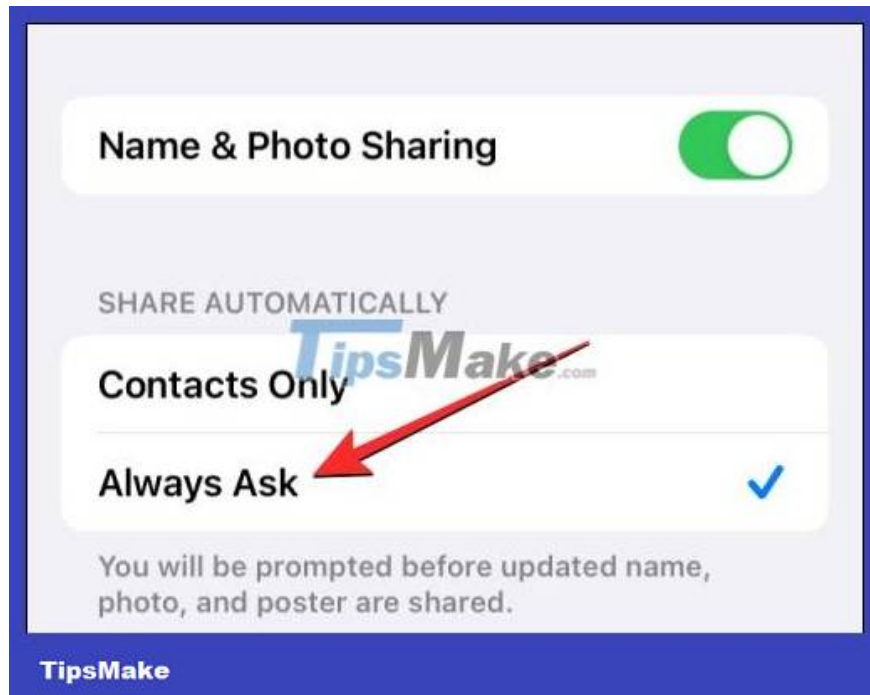 Name & Photo Sharing
SHARE AUTOMATICALLY
TipsMake.com
Contacts Only
Always Ask
You will be prompted before updated name,
photo, and poster are shared.
TipsMake